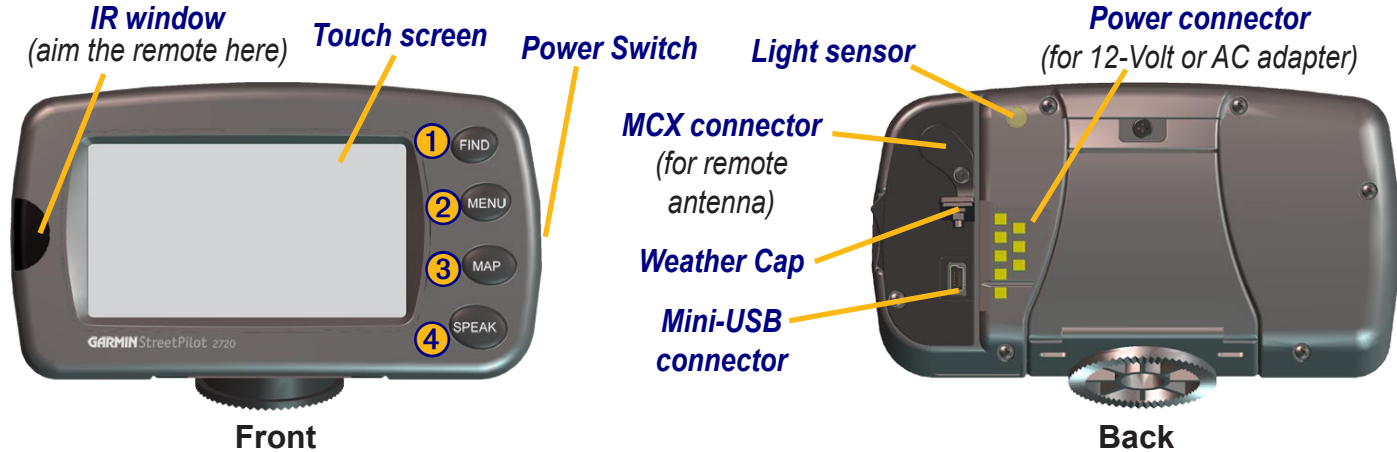 IR window
(aim the remote here)
Touch screen
Power Switch
1 FIND
2 MENU
3 MAP
4 SPEAK
GARMIN StreetPilot 2720
Front
Light sensor
Power connector
(for 12-Volt or AC adapter)
MCX connector
(for remote
antenna)
Weather Cap
Mini-USB
connector
Back